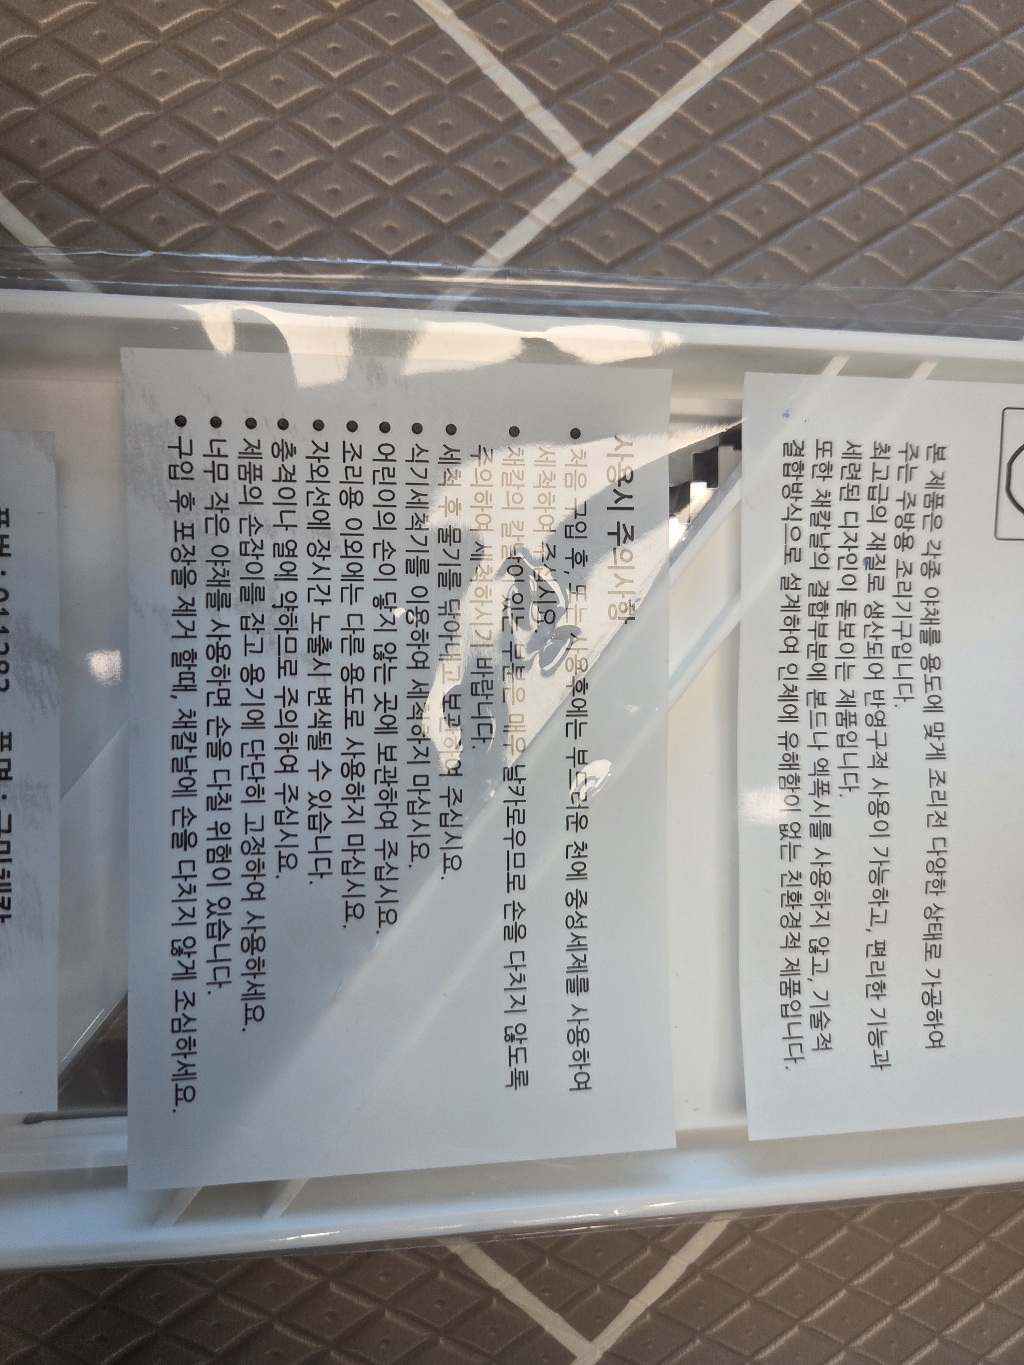 본 제품은 각종 야채를 용도에 맞게 조리전 다양한 상태로 가공하여
주는 주방용 조리기구입니다.
최고급의 재질로 생산되어 반영구적 사용이 가능하고, 편리한 기능과
세련된 디자인이 돋보이는 제품입니다.
또한 채칼날의 결합부분에 본드나 엑폭시를 사용하지 않고, 기술적
결합방식으로 설계하여 인체에 유해함이 없는 친환경적 제품입니다.
사용시 주의사항
● 처음 구입 후, 또는 사용후에는 부드러운 천에 중성세제를 사용하여
세척하여 주십시요.
● 채칼의 칼날이 있는 부분은 매우 날카로우므로 손을 다치지 않도록
주의하여 세척하시기 바랍니다.
● 세척 후 물기를 닦아내고 보관하여 주십시요.
● 식기세척기를 이용하여 세척하지 마십시요.
● 어린이의 손이 닿지 않는 곳에 보관하여 주십시요.
● 조리용 이외에는 다른 용도로 사용하지 마십시요.
● 자외선에 장시간 노출시 변색될 수 있습니다.
● 충격이나 열에 약하므로 주의하여 주십시요.
● 제품의 손잡이를 잡고 용기에 단단히 고정하여 사용하세요.
● 너무 작은 야채를 사용하면 손을 다칠 위험이 있습니다.
● 구입 후 포장을 제거 할때, 채칼날에 손을 다치지 않게 조심하세요.